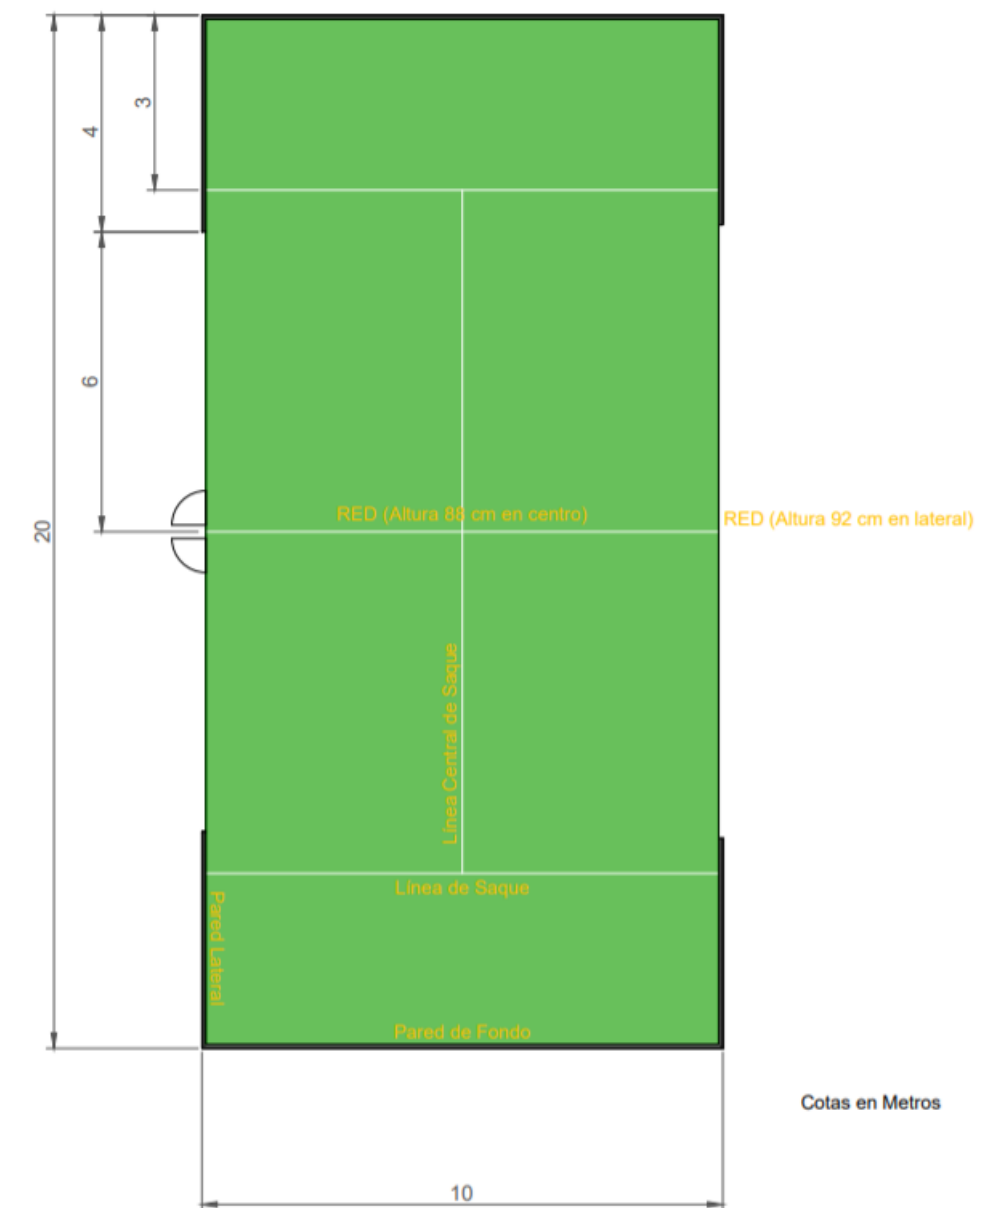 3
4
6
20
RED (Altura 88 cm en centro)
RED (Altura 92 cm en lateral)
Línea Central de Saque
Línea de Saque
Pared Lateral
Pared de Fondo
Cotas en Metros
10